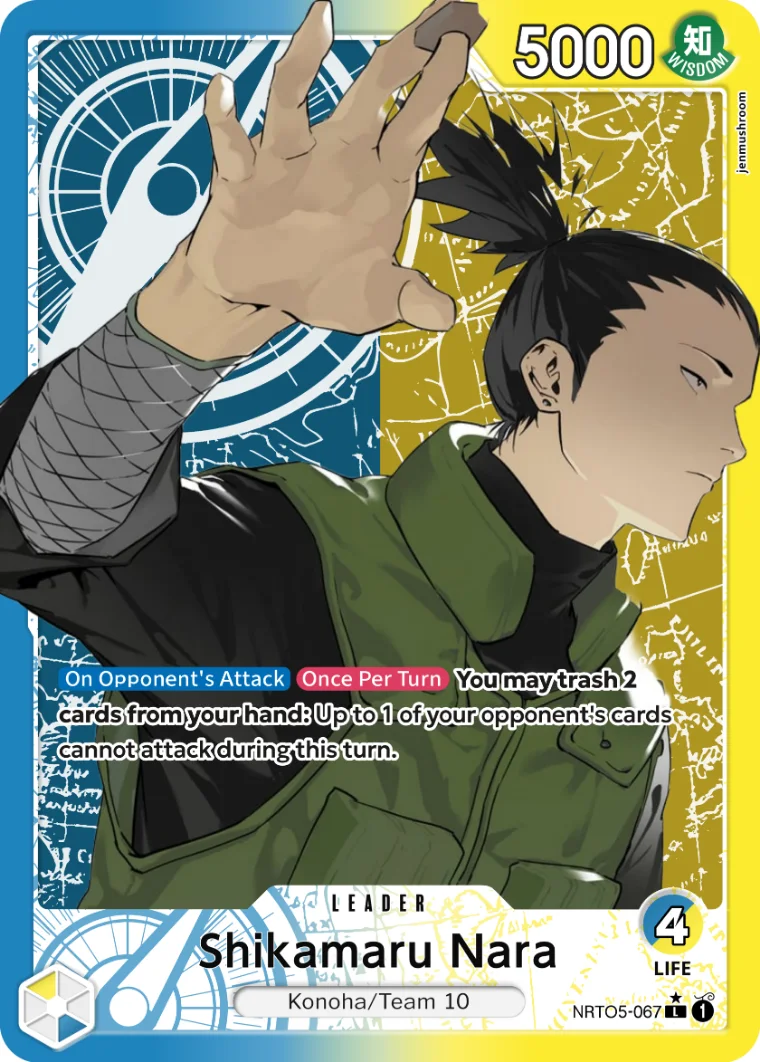 5000
知
WISDOM
jenmushroom
On Opponent's Attack Once Per Turn You may trash 2
cards from your hand: Up to 1 of your opponent's cards
cannot attack during this turn.
LEADER
4
Shikamaru Nara
LIFE
Konoha/Team 10
NRTO5-067 L 1